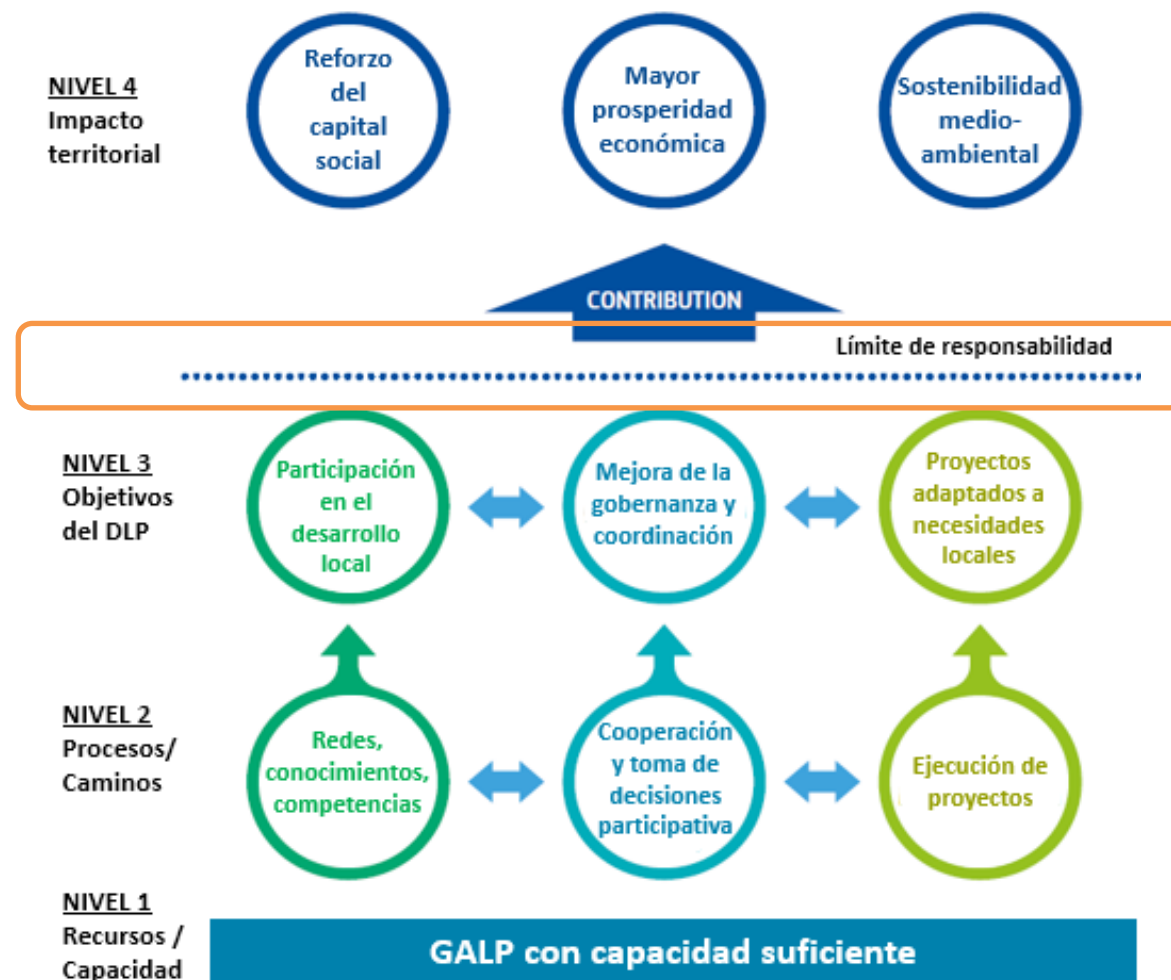 NIVEL 4
Impacto
territorial
Reforzo
del
capital
social
Mayor
prosperidad
económica
Sostenibilidad
medio-
ambiental
CONTRIBUTION
Límite de responsabilidad
NIVEL 3
Objetivos
del DLP
Participación
en el
desarrollo
local
Mejora de la
gobernanza y
coordinación
Proyectos
adaptados a
necesidades
locales
NIVEL 2
Procesos/
Caminos
Redes,
conocimientos,
competencias
Cooperación
y toma de
decisiones
participativa
Ejecución de
proyectos
NIVEL 1
Recursos /
Capacidad
GALP con capacidad suficiente